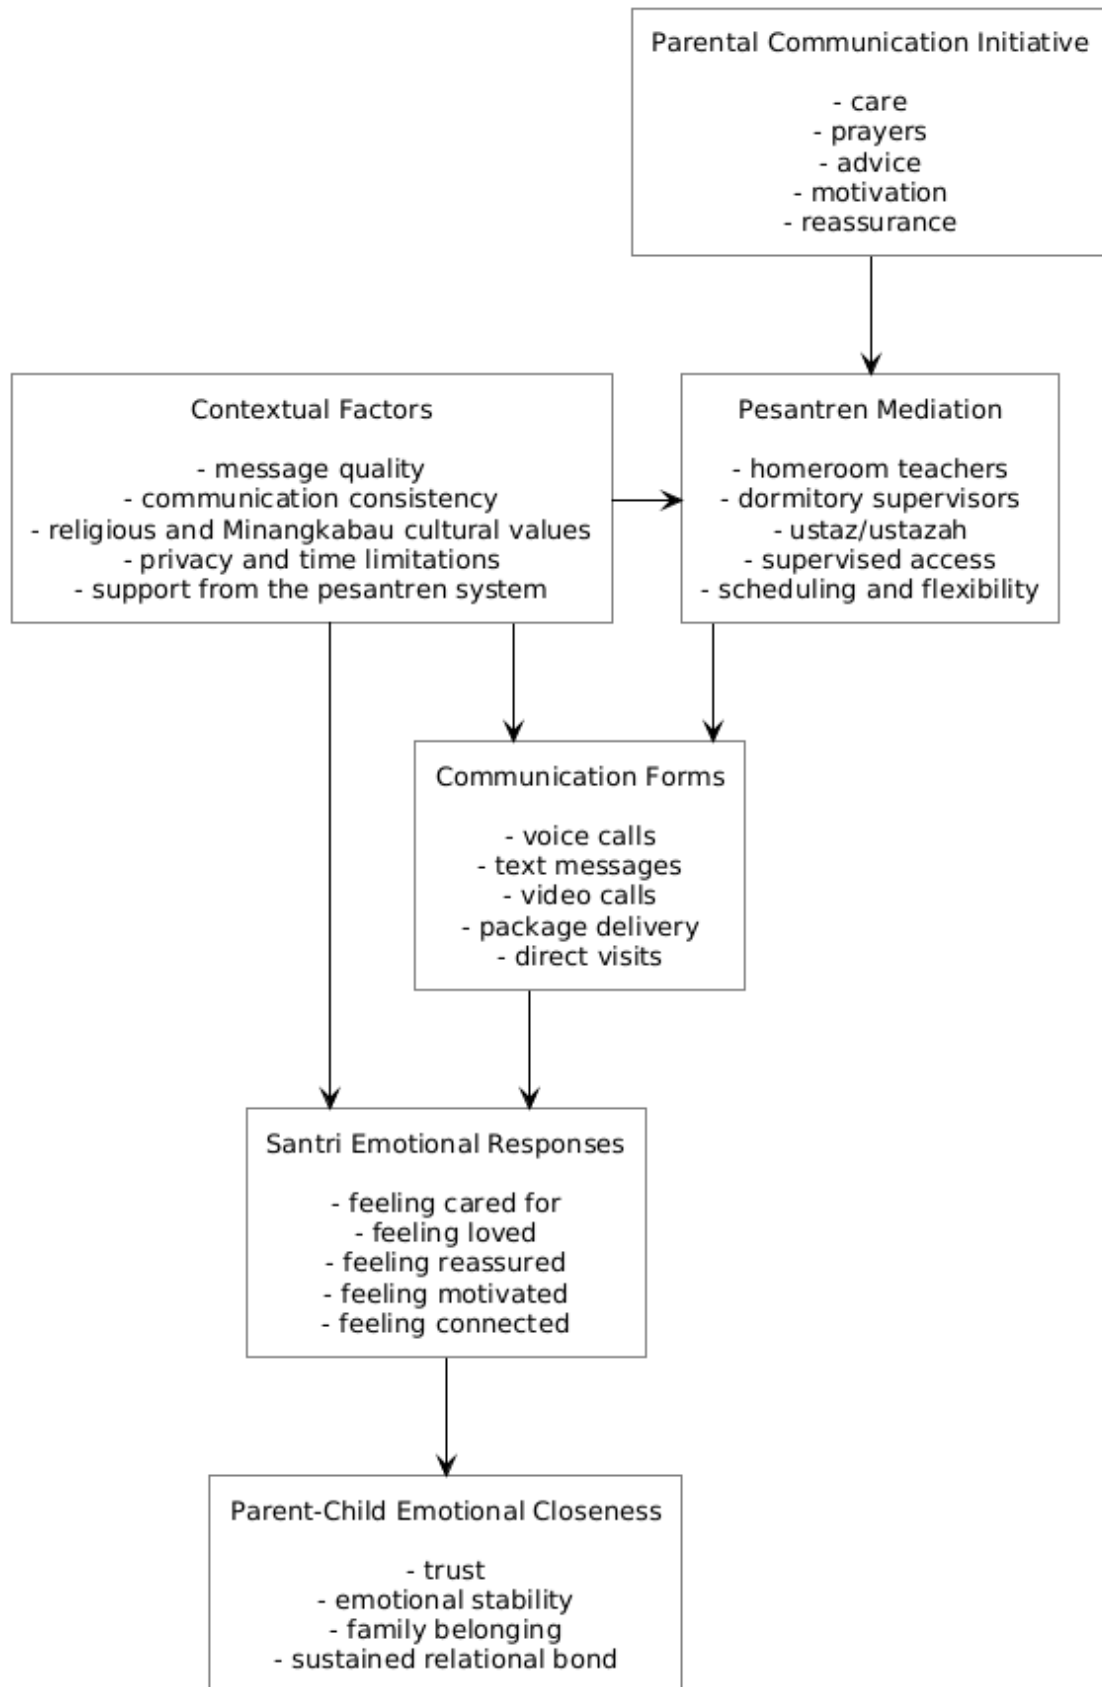 Parental Communication Initiative
- care
- prayers
- advice
- motivation
- reassurance
Contextual Factors
- message quality
- communication consistency
- religious and Minangkabau cultural values
- privacy and time limitations
- support from the pesantren system
Pesantren Mediation
- homeroom teachers
- dormitory supervisors
- ustaz/ustazah
- supervised access
- scheduling and flexibility
Communication Forms
- voice calls
- text messages
- video calls
- package delivery
- direct visits
Santri Emotional Responses
- feeling cared for
- feeling loved
- feeling reassured
- feeling motivated
- feeling connected
Parent-Child Emotional Closeness
- trust
- emotional stability
- family belonging
- sustained relational bond